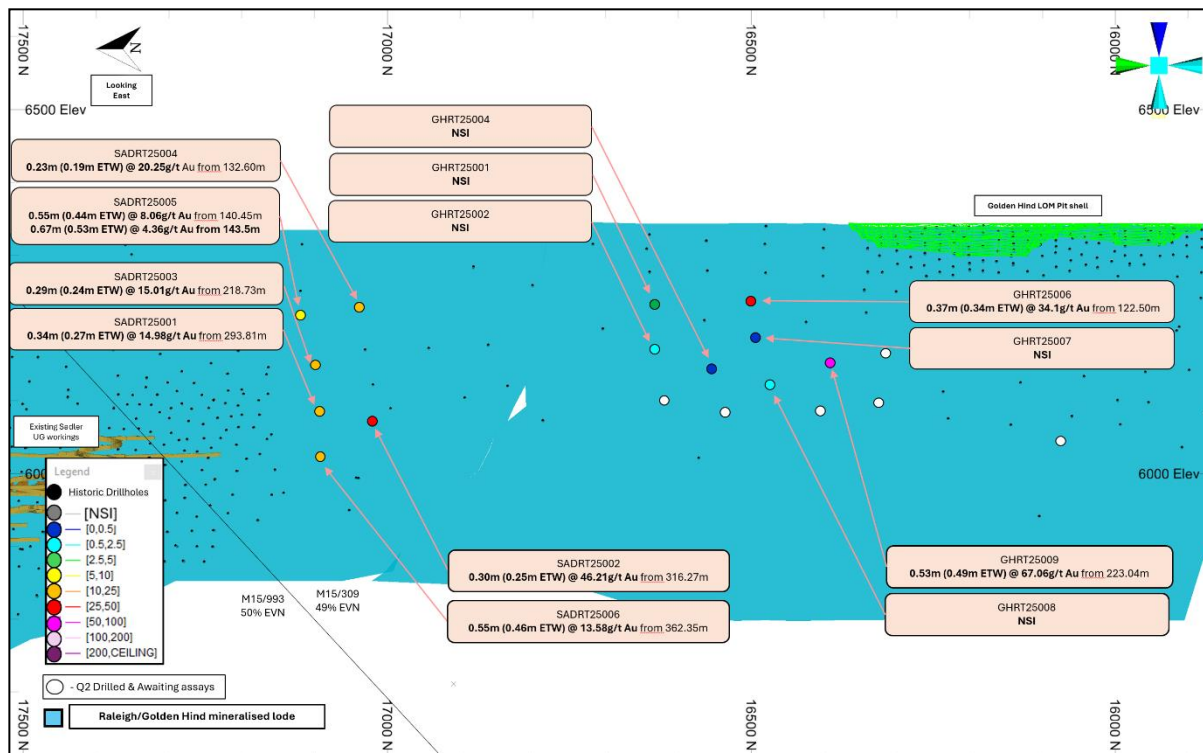 17500 N
17000 N
16500 N
16000 N
N
Looking
East
6500 Elev
6500 Elev
GHRT25004
NSI
SADRT25004
0.23m (0.19m ETW) @ 20.25g/t Au from 132.60m
GHRT25001
NSI
SADRT25005
0.55m (0.44m ETW) @ 8.06g/t Au from 140.45m
0.67m (0.53m ETW) @ 4.36g/t Au from 143.5m
GHRT25002
NSI
Golden Hind LOM Pit shell
SADRT25003
0.29m (0.24m ETW) @ 15.01g/t Au from 218.73m
GHRT25006
0.37m (0.34m ETW) @ 34.1g/t Au from 122.50m
SADRT25001
0.34m (0.27m ETW) @ 14.98g/t Au from 293.81m
GHRT25007
NSI
Existing Sadler
UG workings
6000 Elev
Legend
Historic Drillholes
[NSI]
[0,0.5]
[0.5,2.5]
[2.5,5]
[5,10]
[10,25]
[25,50]
[50,100]
[100,200]
[200,CEILING]
SADRT25002
0.30m (0.25m ETW) @ 46.21g/t Au from 316.27m
GHRT25009
0.53m (0.49m ETW) @ 67.06g/t Au from 223.04m
M15/993
50% EVN
M15/309
49% EVN
SADRT25006
0.55m (0.46m ETW) @ 13.58g/t Au from 362.35m
GHRT25008
NSI
- Q2 Drilled & Awaiting assays
Raleigh/Golden Hind mineralised lode
17500 N
17000 N
16500 N
16000 N